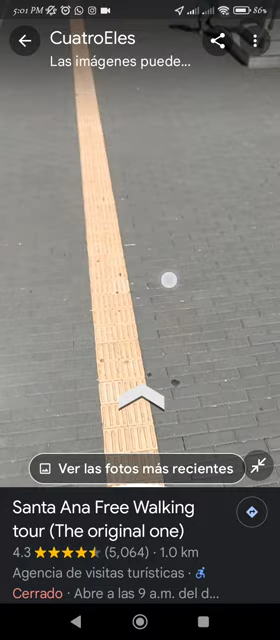 5:01 PM
86%
CuatroEles
Las imágenes puede...
Ver las fotos más recientes
Santa Ana Free Walking
tour (The original one)
4.3 (5,064) · 1.0 km
Agencia de visitas turísticas ·
Cerrado · Abre a las 9 a.m. del d...